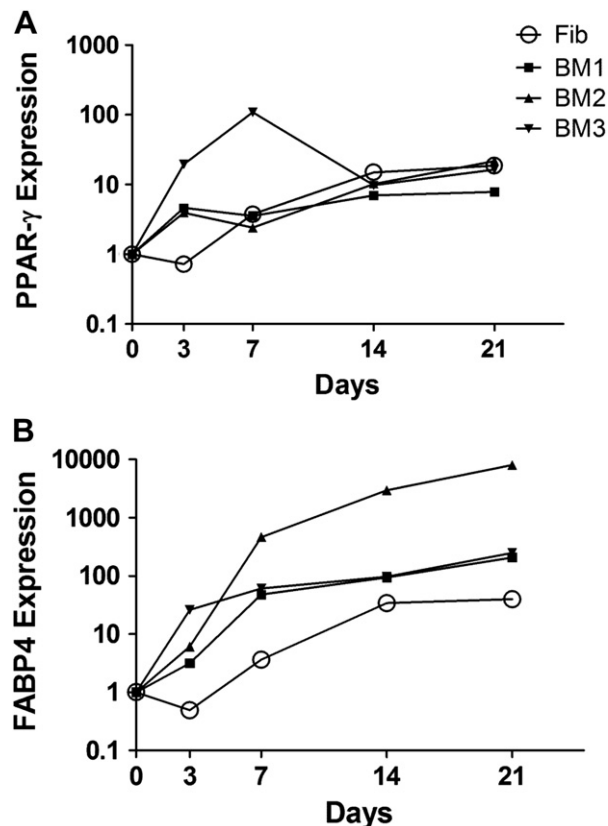 A
Fib
BM1
BM2
BM3
PPAR-γ Expression
1000
100
10
1
0.1
0 3 7 14 21
Days
B
FABP4 Expression
10000
1000
100
10
1
0.1
0 3 7 14 21
Days